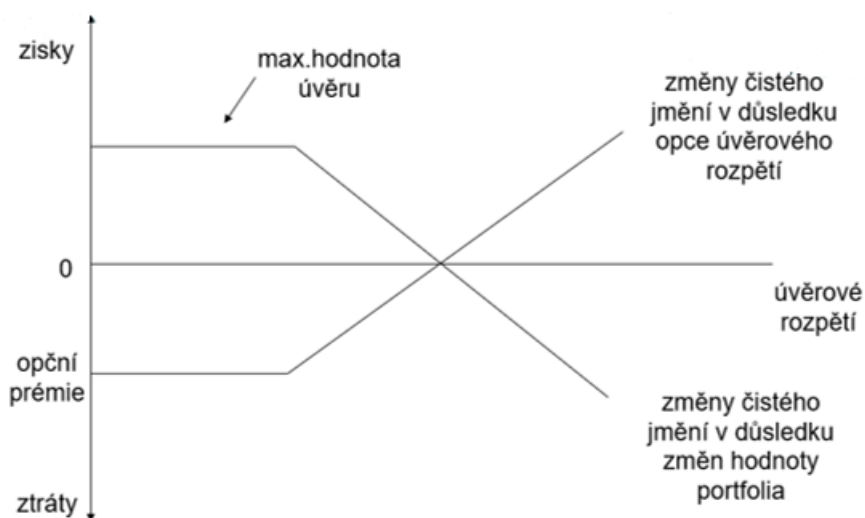 zisky
max.hodnota
úvěru
změny čistého
jmění v důsledku
opce úvěrového
rozpětí
0
úvěrové
rozpětí
opční
prémie
změny čistého
jmění v důsledku
změn hodnoty
portfolia
ztráty